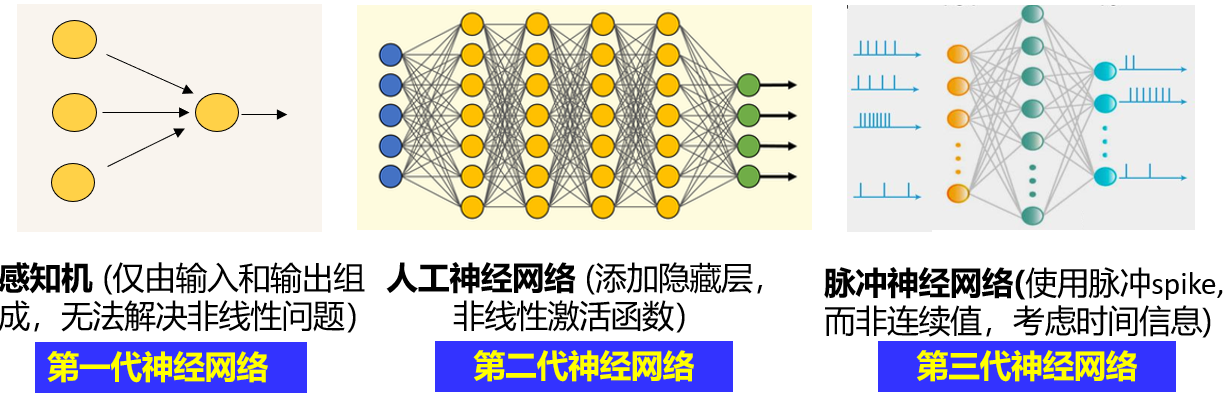 感知机 (仅由输入和输出组
成，无法解决非线性问题）
第一代神经网络
人工神经网络 (添加隐藏层，
非线性激活函数）
第二代神经网络
脉冲神经网络(使用脉冲spike,
而非连续值，考虑时间信息)
第三代神经网络